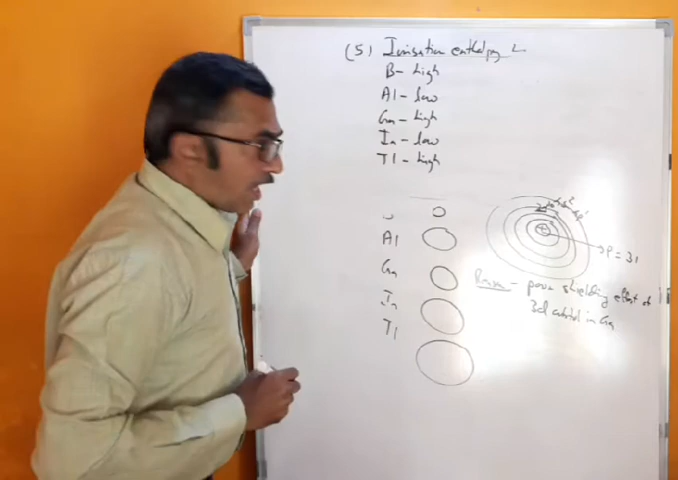 (5) Ionisation enthalpy
B - high
Al - low
Ga - high
In - low
Tl - high
Al
Ga
In
Tl
P = 31
Reason - poor shielding effect of
3d orbital in Ga